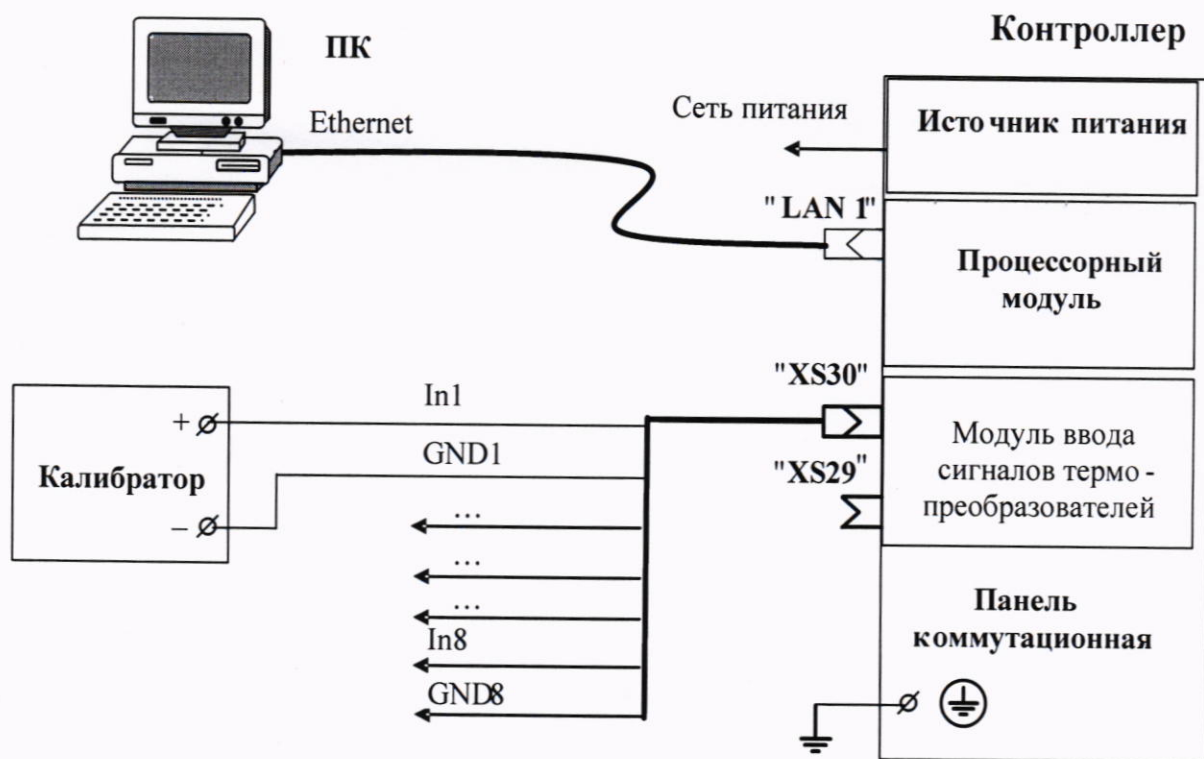 Контроллер
ПК
Ethernet
Сеть питания
Источник питания
"LAN 1"
Процессорный
модуль
"XS30"
In1
+
GND1
Калибратор
"XS29"
Модуль ввода
сигналов термо -
преобразователей
–
...
...
...
In8
GND8
Панель
коммутационная